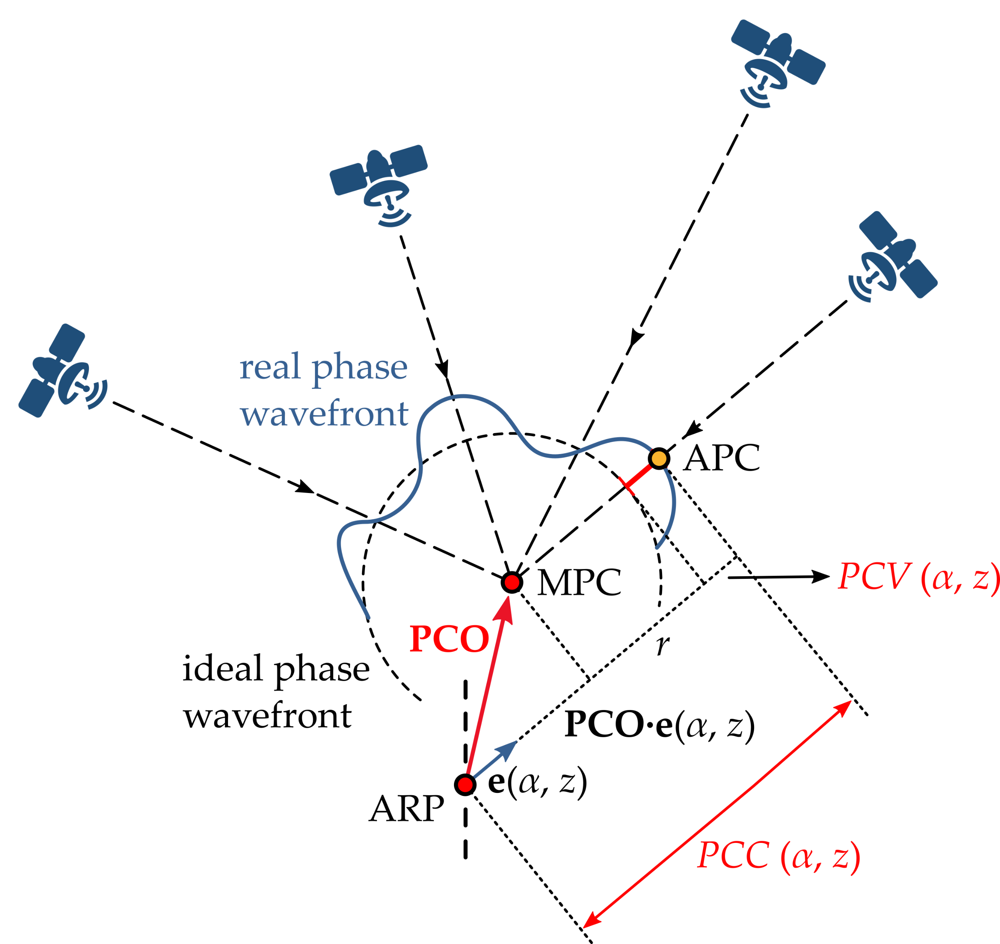 real phase
wavefront
APC
MPC
PCV (α, z)
PCO
r
ideal phase
wavefront
PCO·e(α, z)
e(α, z)
ARP
PCC (α, z)